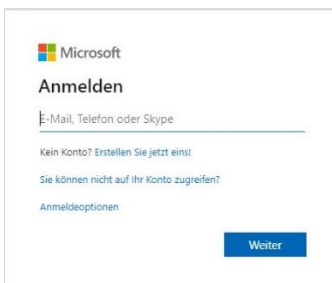 Microsoft
Anmelden
E-Mail, Telefon oder Skype
Kein Konto? Erstellen Sie jetzt eins!
Sie können nicht auf Ihr Konto zugreifen?
Anmeldeoptionen
Weiter